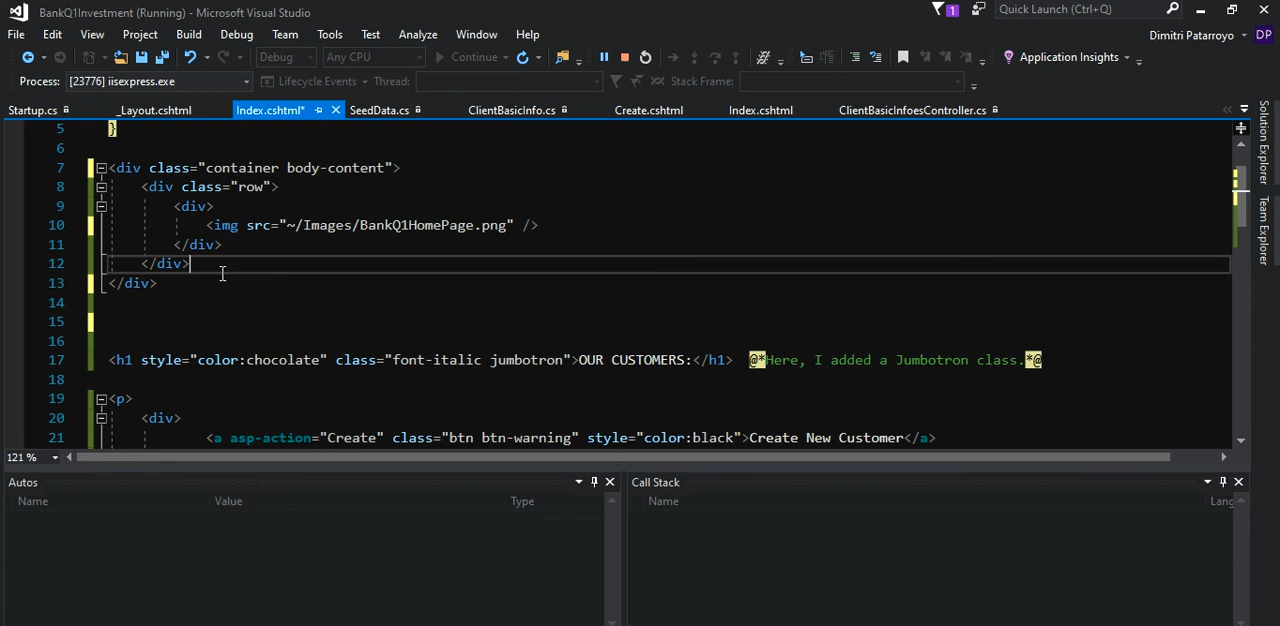 BankQ1Investment (Running) - Microsoft Visual Studio
1
Quick Launch (Ctrl+Q)
File Edit View Project Build Debug Team Tools Test Analyze Window Help
Dimitri Patarroyo DP
Debug Any CPU Continue Application Insights
Process: [23776] iisexpress.exe Lifecycle Events Thread: Stack Frame:
Startup.cs _Layout.cshtml Index.cshtml* SeedData.cs ClientBasicInfo.cs Create.cshtml Index.cshtml ClientBasicInfoesController.cs
Solution Explorer
Team Explorer
5 }
6
7 <div class="container body-content">
8 <div class="row">
9 <div>
10 <img src="~/Images/BankQ1HomePage.png" />
11 </div>
12 </div>
13 </div>
14
15
16
17 <h1 style="color:chocolate" class="font-italic jumbotron">OUR CUSTOMERS:</h1> @*Here, I added a Jumbotron class.*@
18
19 <p>
20 <div>
21 <a asp-action="Create" class="btn btn-warning" style="color:black">Create New Customer</a>
121 %
Autos
Name Value Type
Call Stack
Name Lang